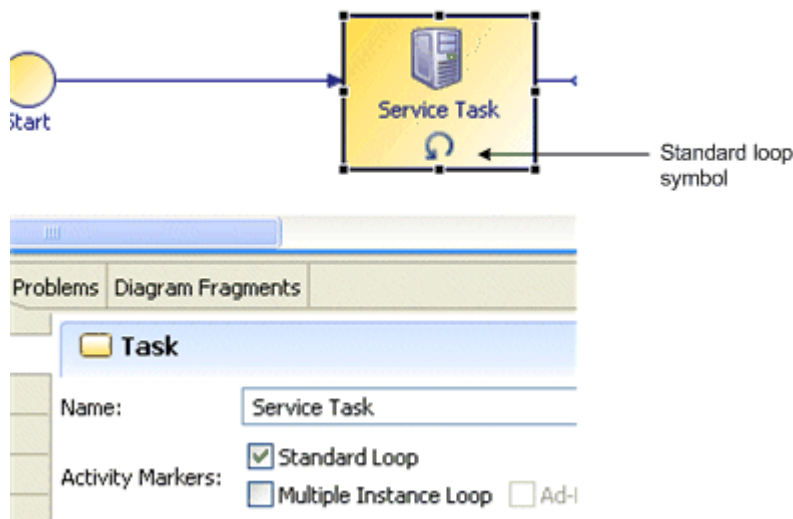 Start
Service Task
Standard loop
symbol
Problems Diagram Fragments
Task
Name: Service Task
Activity Markers: Standard Loop
Multiple Instance Loop Ad-